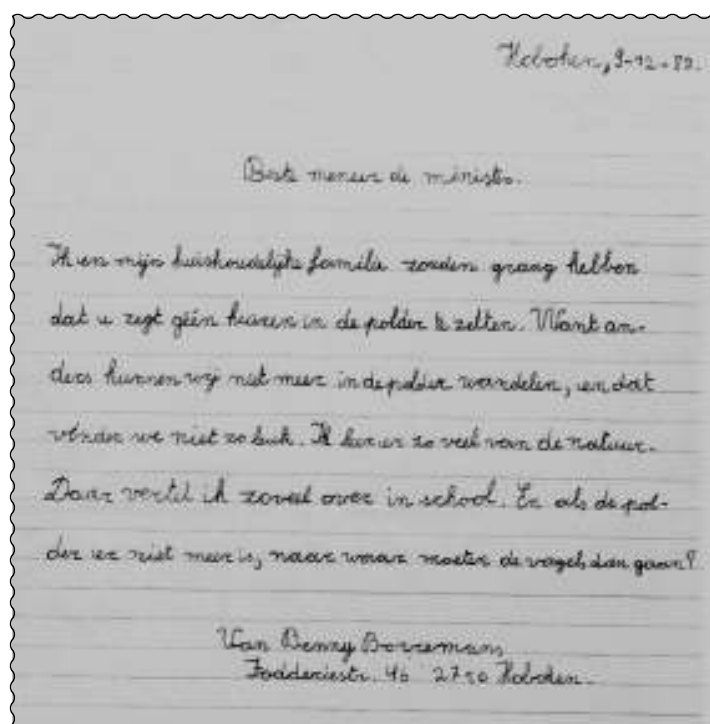 Hoboken, 9-12-89.
Beste meneer de minister.
Ik en mijn huishoudelijke familie zouden graag hebben
dat u zegt géén huizen in de polder te zetten. Want an-
ders kunnen wij niet meer in de polder wandelen, en dat
vinden we niet zo leuk. Ik leer er zo veel van de natuur.
Daar vertel ik zoveel over in school. En als de pol-
der er niet meer is, naar waar moeten de vogels dan gaan?
Van Benny Borremans
46 2710 Hoboken.